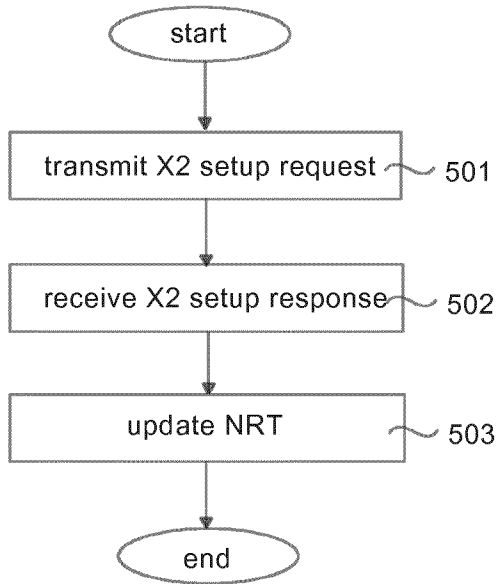 start
transmit X2 setup request 501
receive X2 setup response 502
update NRT 503
end